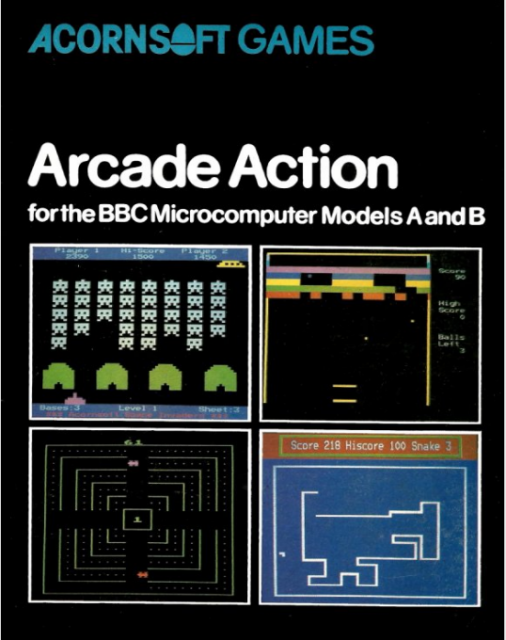 ACORNSOFT GAMES
Arcade Action
for the BBC Microcomputer Models A and B
Player 1 Hi-Score Player 2
2390 1500 1450
Bases:3 Level:1 Sheet:3
Score
90
High
Score
0
Balls
Left
3
61
1
Score 218 Hiscore 100 Snake 3